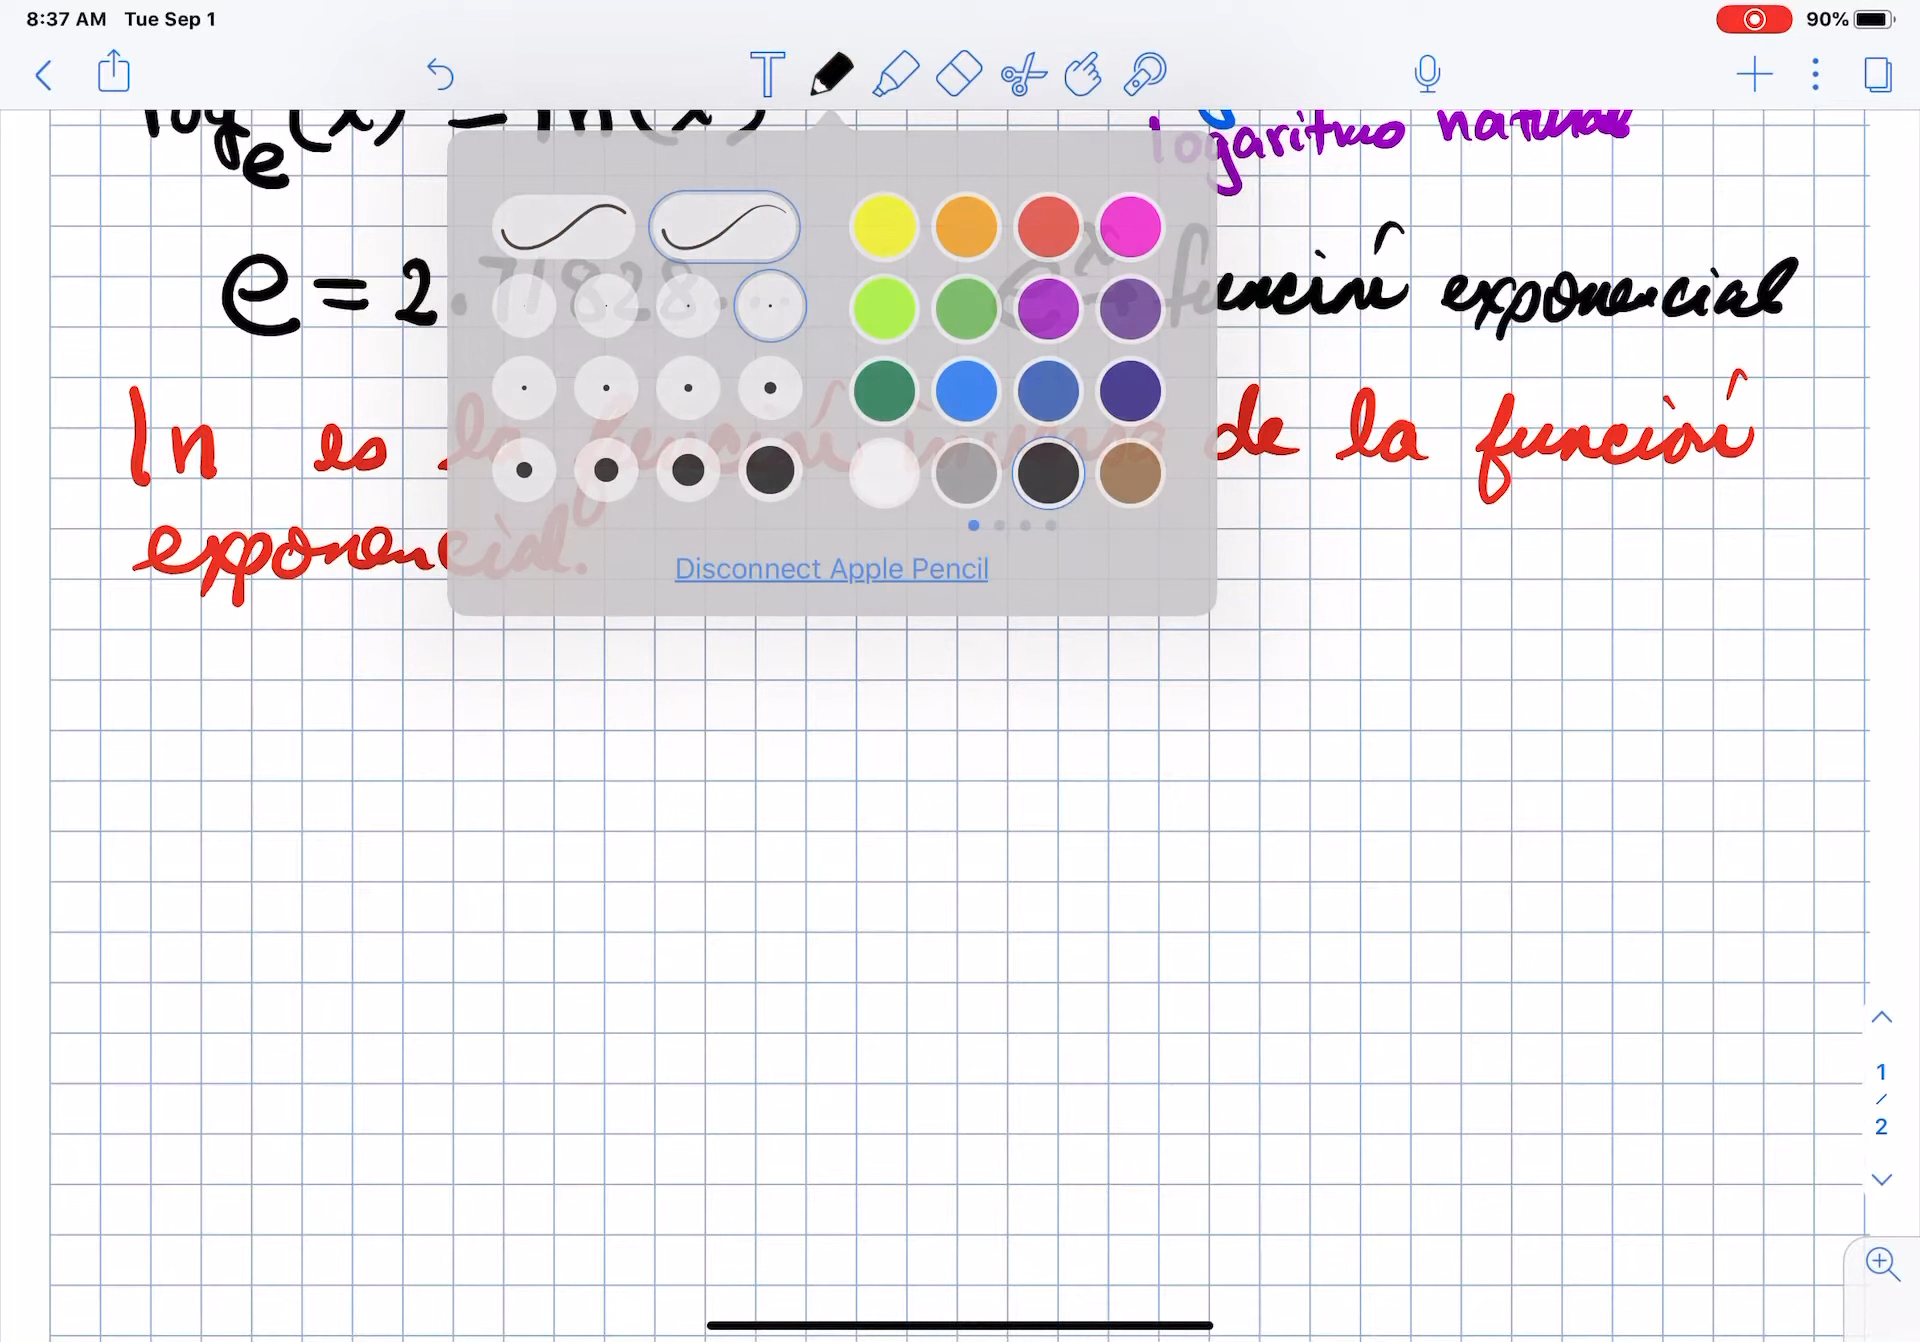 8:37 AM Tue Sep 1 90%
log_e (x) = ln(x) logaritmo natural
e = 2.71828... e^x → función exponencial
ln es la función inversa de la función
exponencial.
Disconnect Apple Pencil
1
/
2